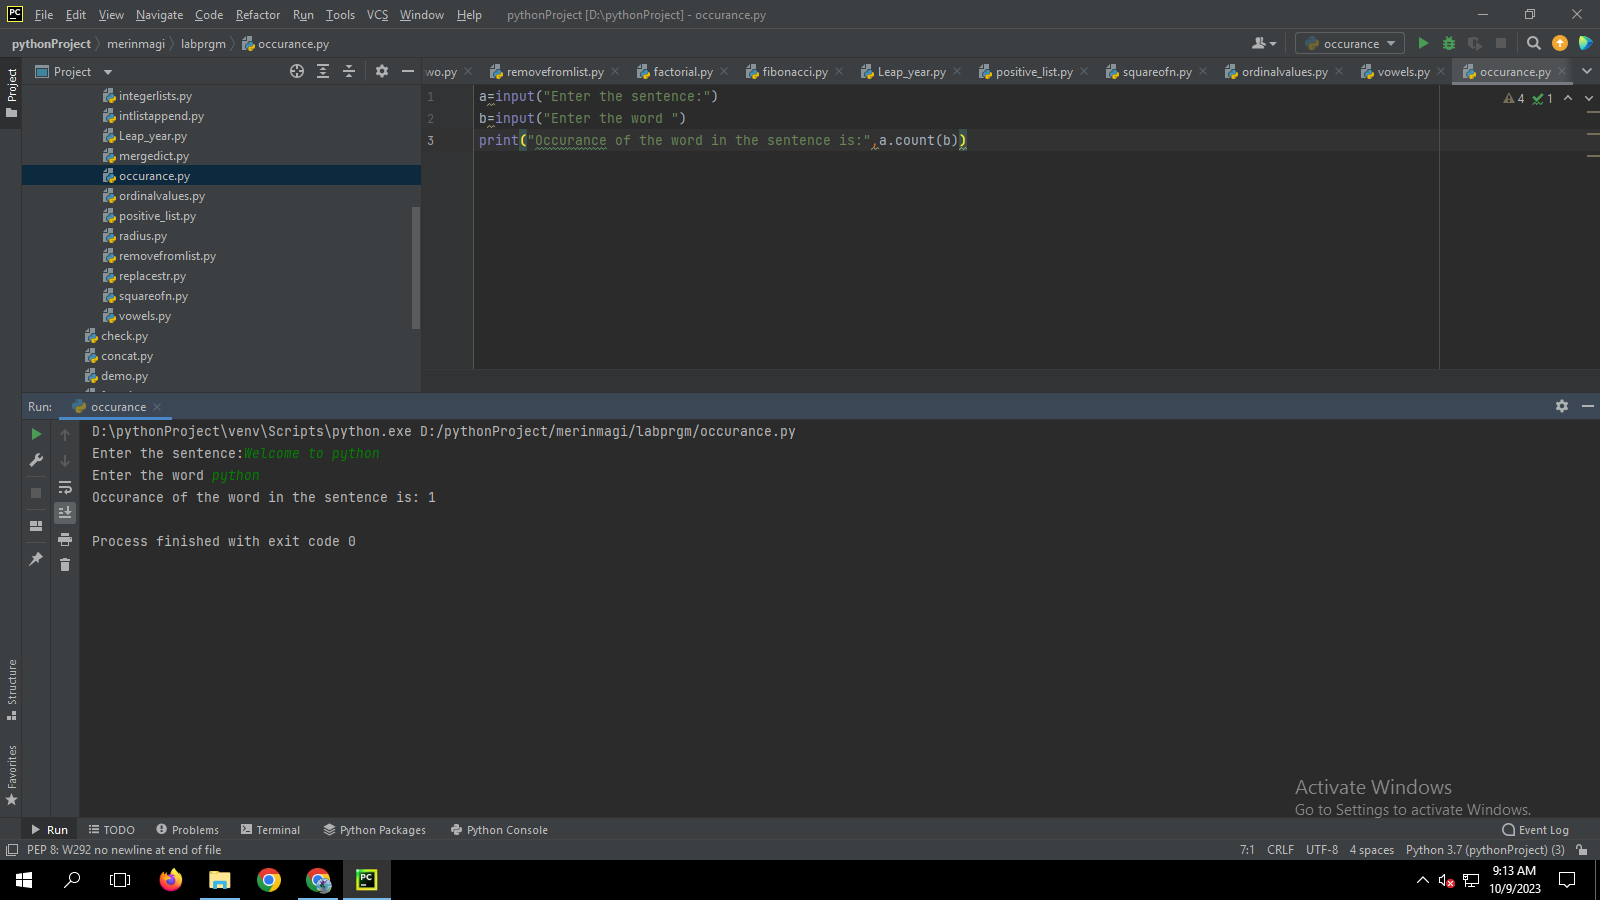 File Edit View Navigate Code Refactor Run Tools VCS Window Help pythonProject [D:\pythonProject] - occurance.py
pythonProject merinmagi labprgm occurance.py occurance
Project
Project
wo.py removefromlist.py factorial.py fibonacci.py Leap_year.py positive_list.py squareofn.py ordinalvalues.py vowels.py occurance.py
integerlists.py
intlistappend.py
Leap_year.py
mergedict.py
occurance.py
ordinalvalues.py
positive_list.py
radius.py
removefromlist.py
replacestr.py
squareofn.py
vowels.py
check.py
concat.py
demo.py
1 a=input("Enter the sentence:")
2 b=input("Enter the word ")
3 print("Occurance of the word in the sentence is:",a.count(b))
4 1
Run: occurance
D:\pythonProject\venv\Scripts\python.exe D:/pythonProject/merinmagi/labprgm/occurance.py
Enter the sentence:Welcome to python
Enter the word python
Occurance of the word in the sentence is: 1
Process finished with exit code 0
Structure
Favorites
Activate Windows
Go to Settings to activate Windows.
Run TODO Problems Terminal Python Packages Python Console Event Log
PEP 8: W292 no newline at end of file 7:1 CRLF UTF-8 4 spaces Python 3.7 (pythonProject) (3)
PC
9:13 AM
10/9/2023